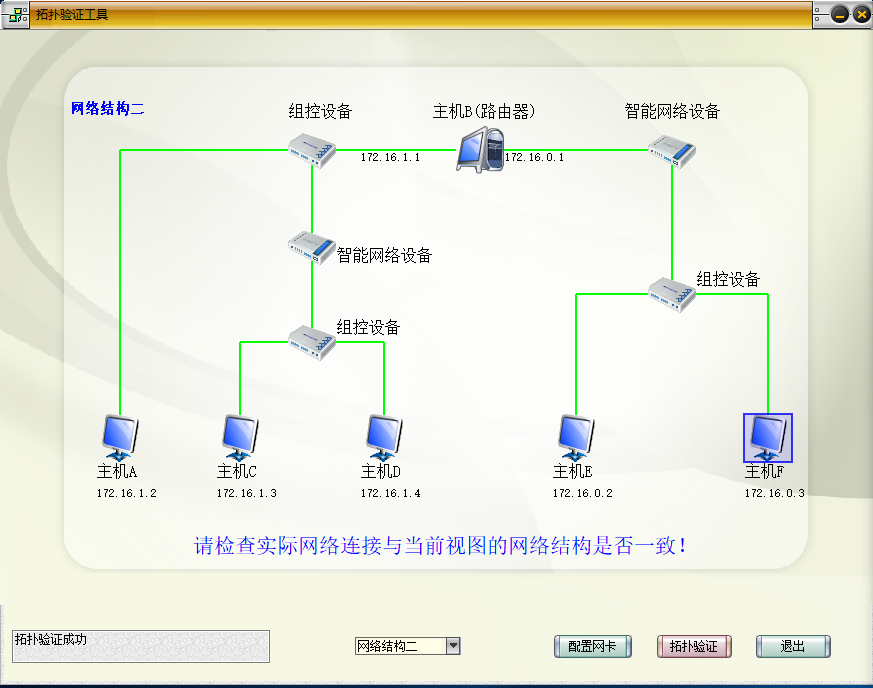 拓扑验证工具
网络结构二
组控设备
主机B(路由器)
智能网络设备
172.16.1.1
172.16.0.1
智能网络设备
组控设备
组控设备
主机A
主机C
主机D
主机E
主机F
172.16.1.2
172.16.1.3
172.16.1.4
172.16.0.2
172.16.0.3
请检查实际网络连接与当前视图的网络结构是否一致!
拓扑验证成功
网络结构二
配置网卡
拓扑验证
退出